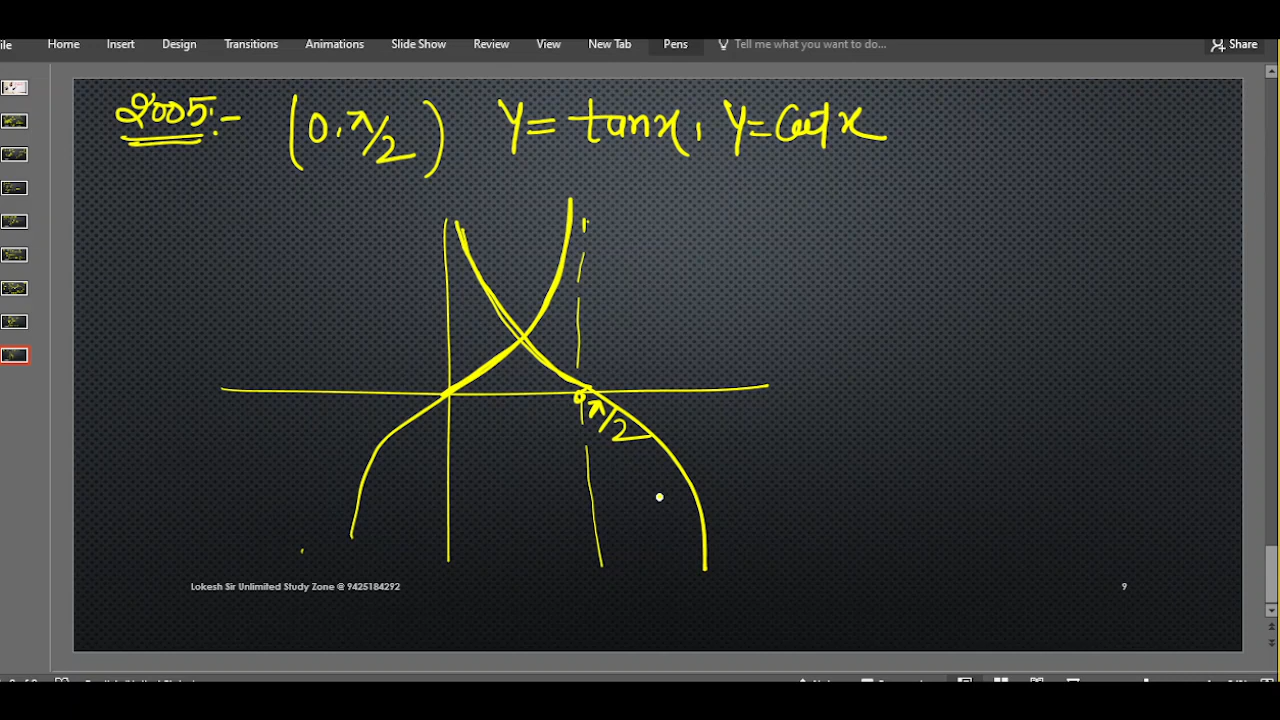 ile Home Insert Design Transitions Animations Slide Show Review View New Tab Pens Tell me what you want to do... Share
2005:- (0, π/2) Y= tanx, Y= Cotx
π/2
Lokesh Sir Unlimited Study Zone @ 9425184292 9